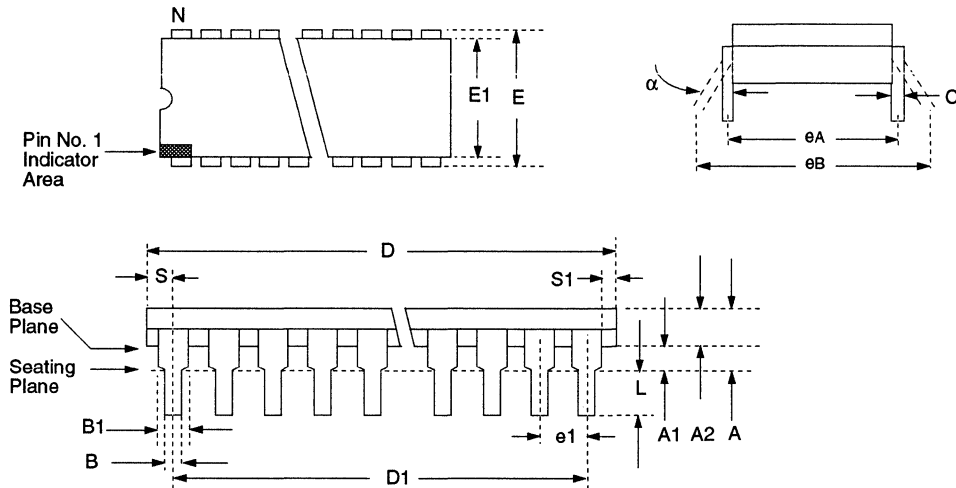 N
E1
E
Pin No. 1
Indicator
Area
α
C
eA
eB
D
S
S1
Base
Plane
Seating
Plane
L
B1
e1
A1
A2
A
B
D1